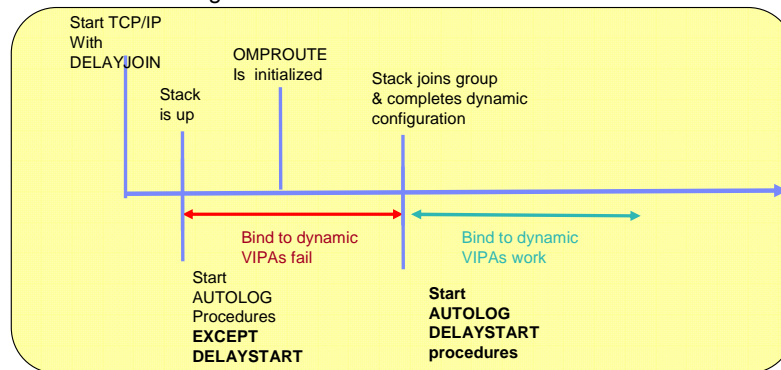 Start TCP/IP
With
DELAYJOIN
OMPROUTE
Is initialized
Stack
is up
Stack joins group
& completes dynamic
configuration
Bind to dynamic
VIPAs fail
Bind to dynamic
VIPAs work
Start
AUTOLOG
Procedures
EXCEPT
DELAYSTART
Start
AUTOLOG
DELAYSTART
procedures